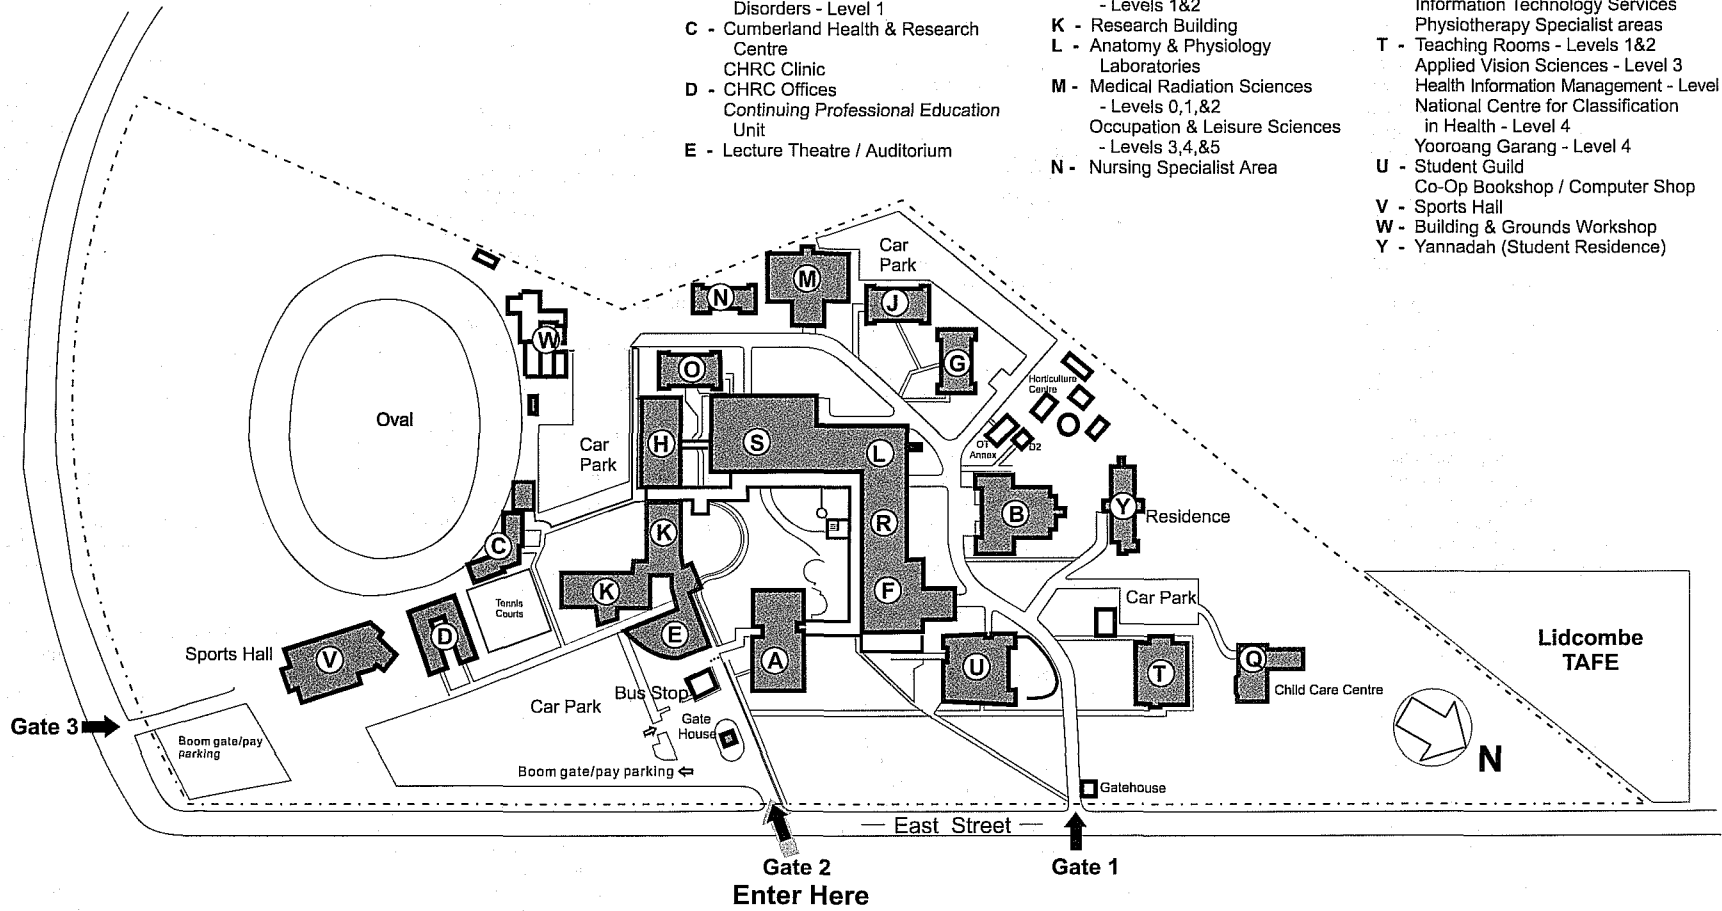 Disorders - Level 1
C - Cumberland Health & Research
Centre
CHRC Clinic
D - CHRC Offices
Continuing Professional Education
Unit
E - Lecture Theatre / Auditorium
- Levels 1&2
K - Research Building
L - Anatomy & Physiology
Laboratories
M - Medical Radiation Sciences
- Levels 0,1,&2
Occupation & Leisure Sciences
- Levels 3,4,&5
N - Nursing Specialist Area
Information Technology Services
Physiotherapy Specialist areas
T - Teaching Rooms - Levels 1&2
Applied Vision Sciences - Level 3
Health Information Management - Level
National Centre for Classification
in Health - Level 4
Yooroang Garang - Level 4
U - Student Guild
Co-Op Bookshop / Computer Shop
V - Sports Hall
W - Building & Grounds Workshop
Y - Yannadah (Student Residence)
Car
Park
M
N
J
W
G
O
Horticulture
Centre
Oval
H
S
L
Car
Park
OT
Annex
D2
B
Y
Residence
R
K
C
K
F
Tennis
Courts
Car Park
D
E
Sports Hall
V
A
U
T
Q
Child Care Centre
Lidcombe
TAFE
Bus Stop
Car Park
Gate
House
Gate 3
Boom gate/pay
parking
Boom gate/pay parking
N
Gatehouse
East Street
Gate 2
Enter Here
Gate 1